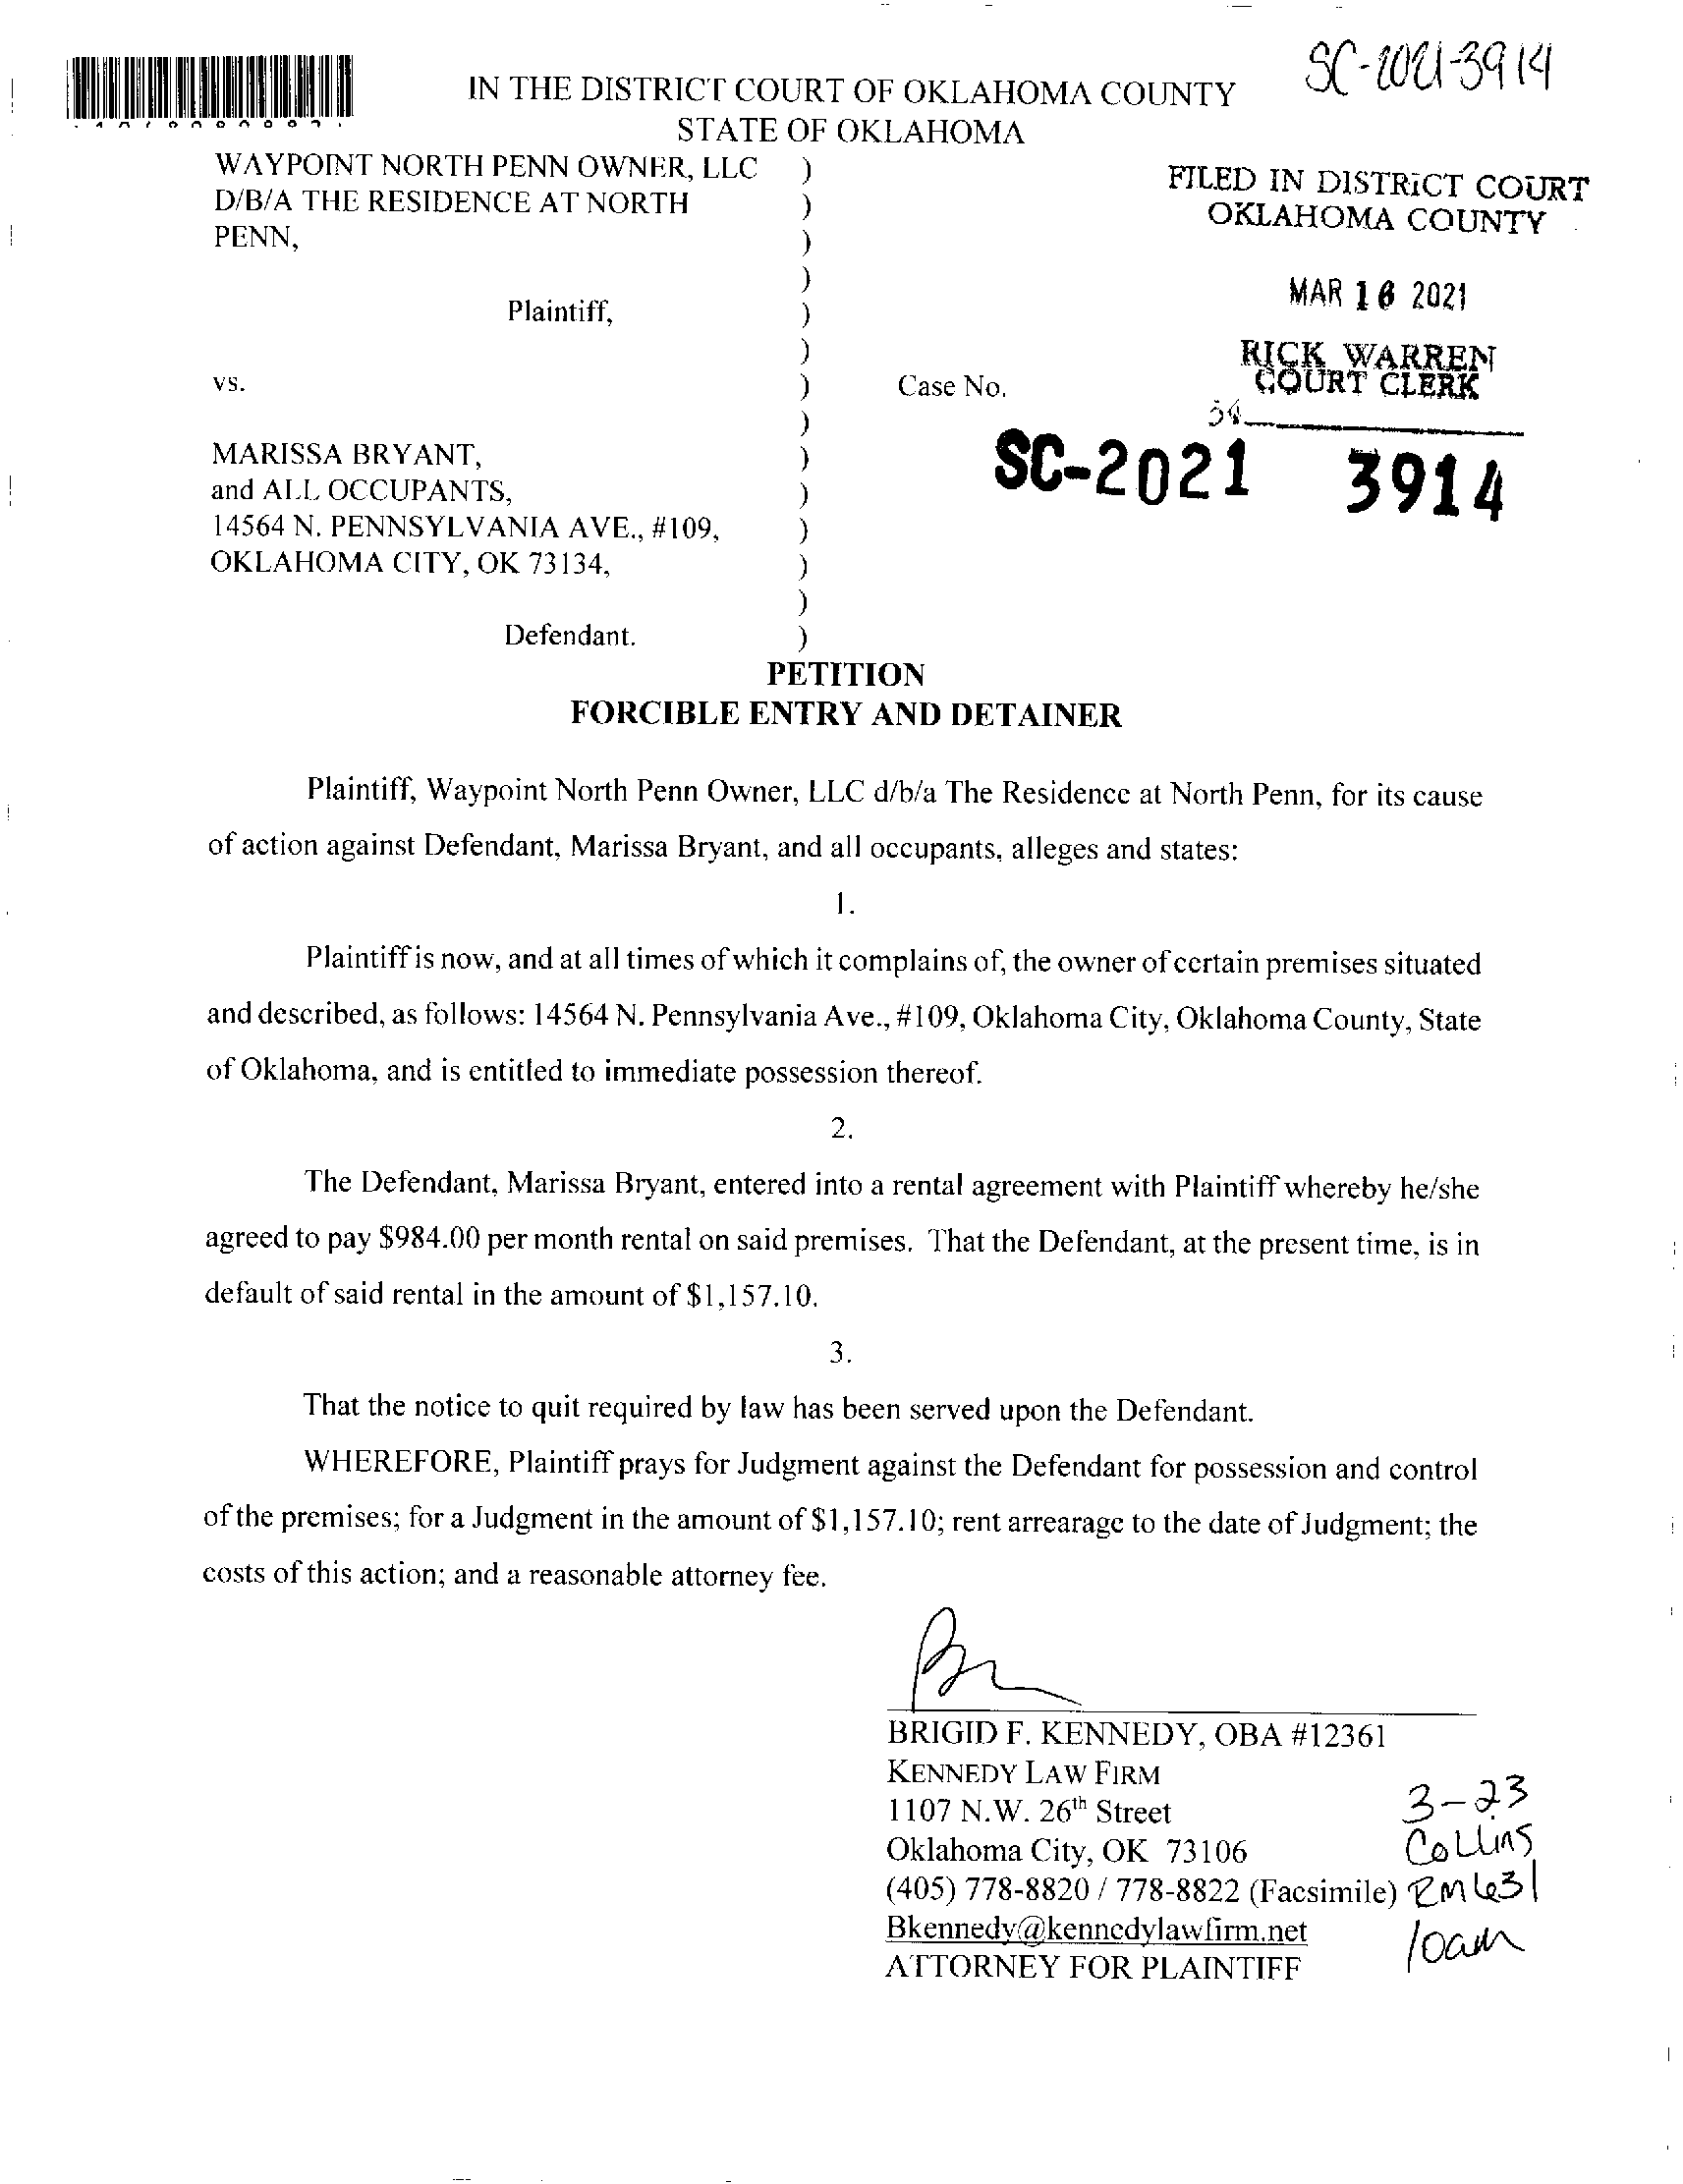 SC-2021-3914
IN THE DISTRICT COURT OF OKLAHOMA COUNTY
STATE OF OKLAHOMA
WAYPOINT NORTH PENN OWNER, LLC )
D/B/A THE RESIDENCE AT NORTH )
PENN, )
)
Plaintiff, )
)
vs. ) Case No.
)
MARISSA BRYANT, )
and ALL OCCUPANTS, )
14564 N. PENNSYLVANIA AVE., #109, )
OKLAHOMA CITY, OK 73134, )
)
Defendant. )
FILED IN DISTRICT COURT
OKLAHOMA COUNTY
MAR 16 2021
RICK WARREN
COURT CLERK
SC-2021 3914
PETITION
FORCIBLE ENTRY AND DETAINER
Plaintiff, Waypoint North Penn Owner, LLC d/b/a The Residence at North Penn, for its cause
of action against Defendant, Marissa Bryant, and all occupants, alleges and states:
1.
Plaintiff is now, and at all times of which it complains of, the owner of certain premises situated
and described, as follows: 14564 N. Pennsylvania Ave., #109, Oklahoma City, Oklahoma County, State
of Oklahoma, and is entitled to immediate possession thereof.
2.
The Defendant, Marissa Bryant, entered into a rental agreement with Plaintiff whereby he/she
agreed to pay $984.00 per month rental on said premises. That the Defendant, at the present time, is in
default of said rental in the amount of $1,157.10.
3.
That the notice to quit required by law has been served upon the Defendant.
WHEREFORE, Plaintiff prays for Judgment against the Defendant for possession and control
of the premises; for a Judgment in the amount of $1,157.10; rent arrearage to the date of Judgment; the
costs of this action; and a reasonable attorney fee.
BRIGID F. KENNEDY, OBA #12361
KENNEDY LAW FIRM
1107 N.W. 26th Street
Oklahoma City, OK 73106
(405) 778-8820 / 778-8822 (Facsimile)
Bkennedy@kennedylawfirm.net
ATTORNEY FOR PLAINTIFF
3-23
Collins
RM 631
10am